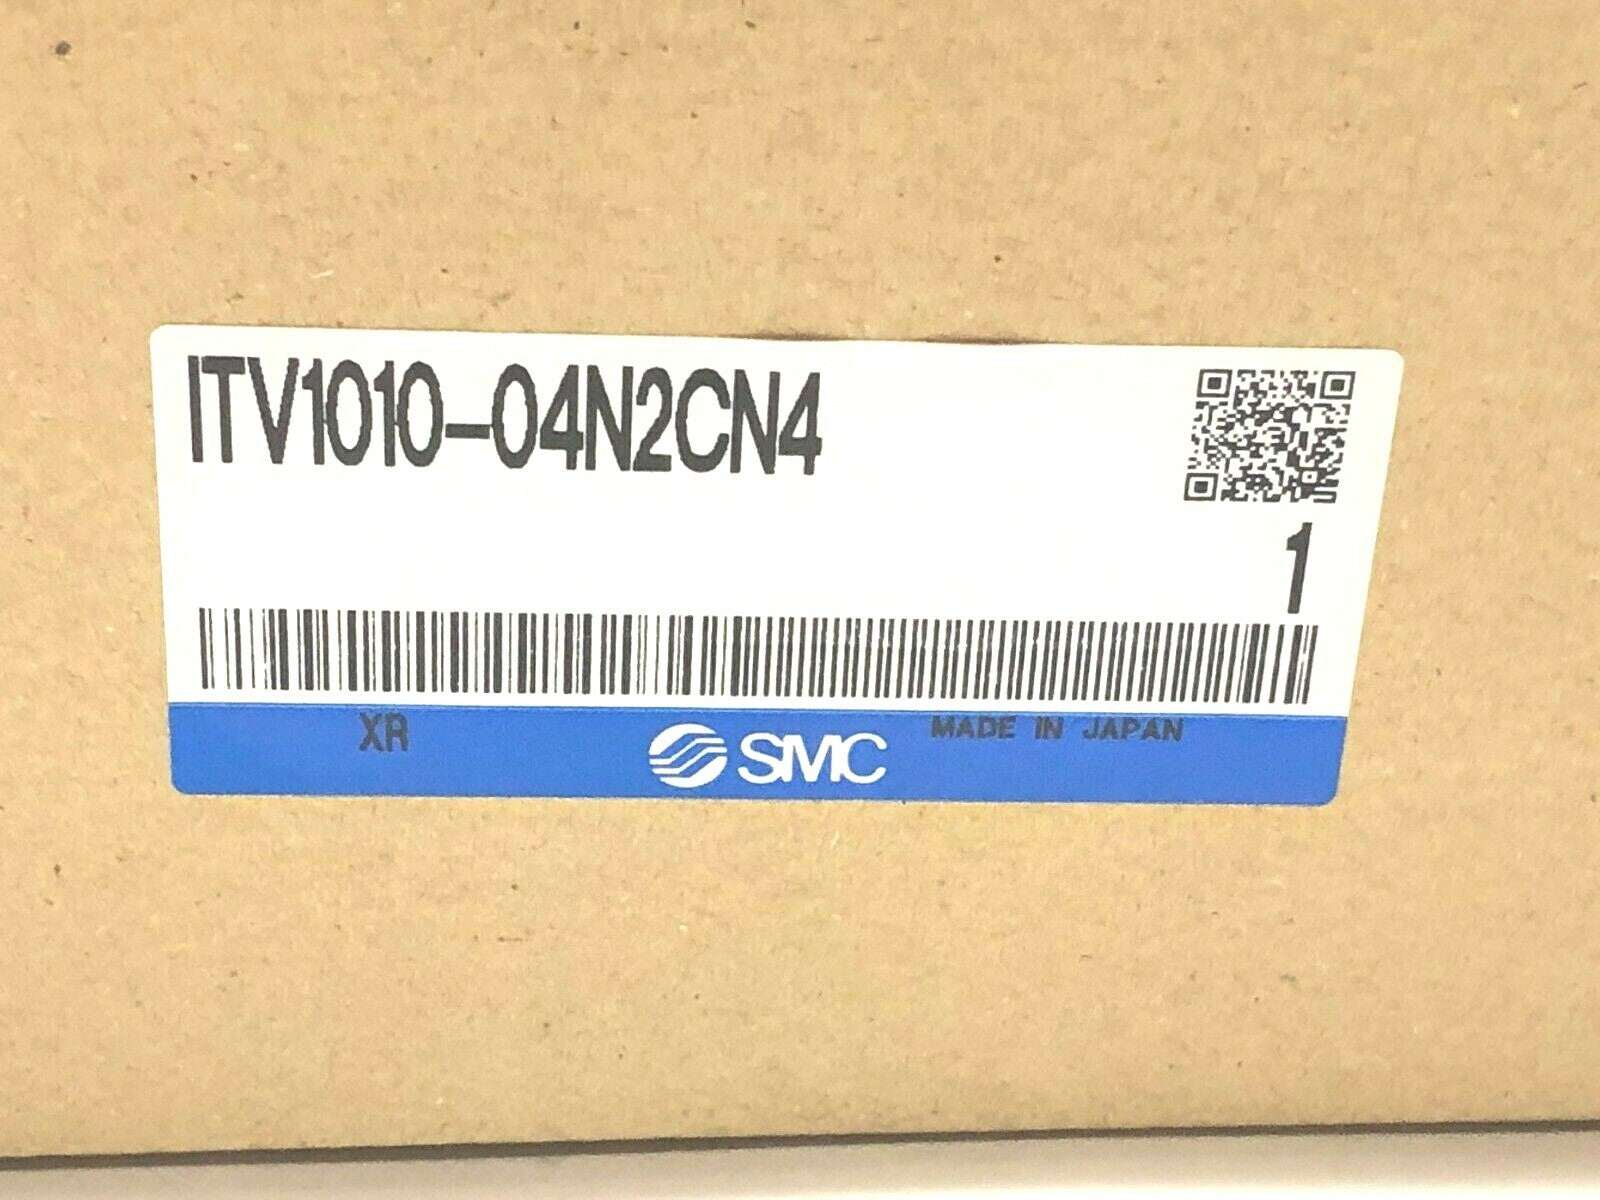 ITV1010-04N2CN4
1
XR
SMC
MADE IN JAPAN